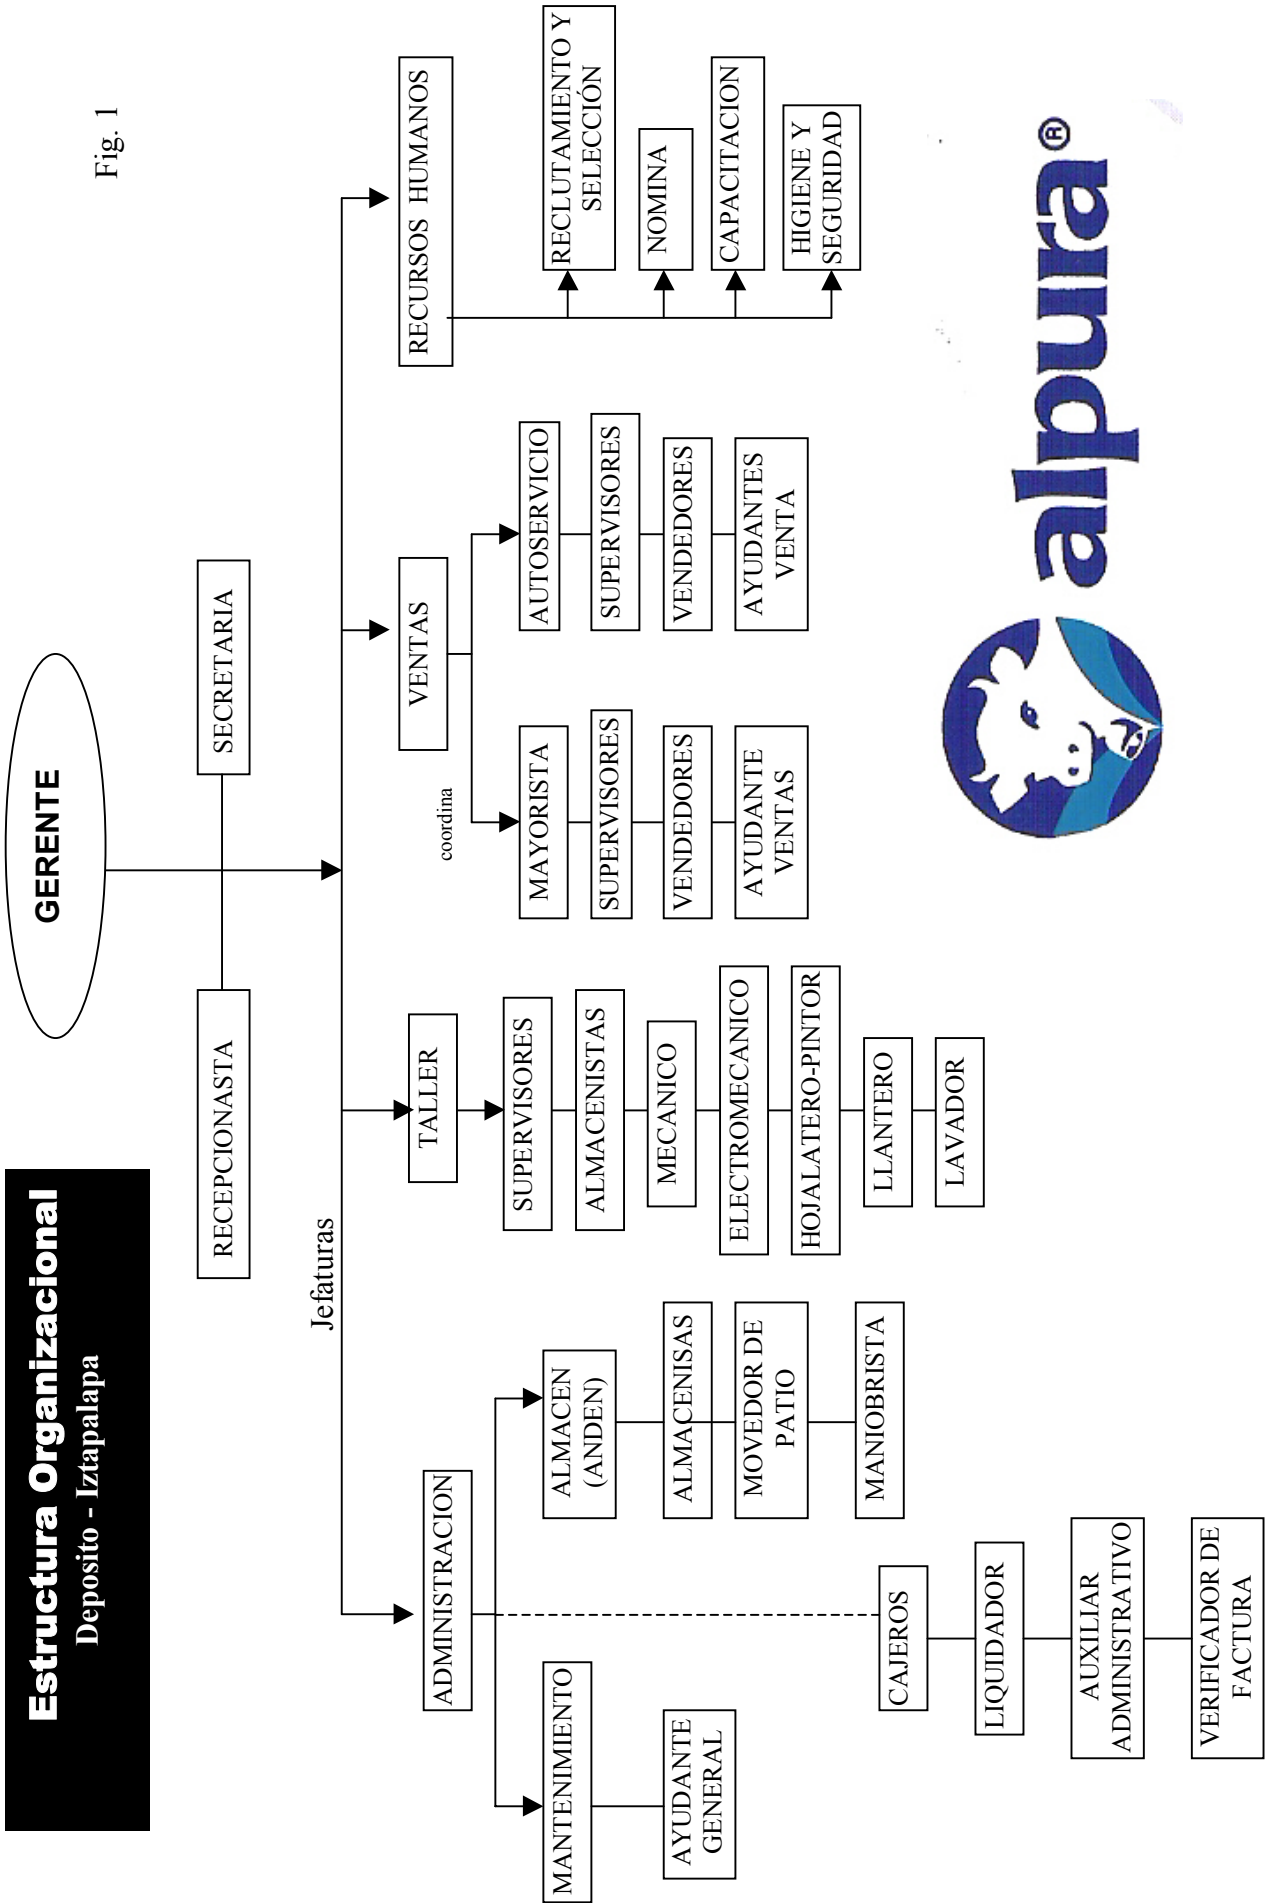 Estructura Organizacional
Deposito - Iztapalapa
Fig. 1
GERENTE
RECEPCIONASTA
SECRETARIA
Jefaturas
ADMINISTRACION
MANTENIMIENTO
AYUDANTE
GENERAL
ALMACEN
(ANDEN)
ALMACENISAS
MOVEDOR DE
PATIO
MANIOBRISTA
CAJEROS
LIQUIDADOR
AUXILIAR
ADMINISTRATIVO
VERIFICADOR DE
FACTURA
TALLER
SUPERVISORES
ALMACENISTAS
MECANICO
ELECTROMECANICO
HOJALATERO-PINTOR
LLANTERO
LAVADOR
VENTAS
coordina
MAYORISTA
SUPERVISORES
VENDEDORES
AYUDANTE
VENTAS
AUTOSERVICIO
SUPERVISORES
VENDEDORES
AYUDANTES
VENTA
RECURSOS HUMANOS
RECLUTAMIENTO Y
SELECCIÓN
NOMINA
CAPACITACION
HIGIENE Y
SEGURIDAD
alpura®